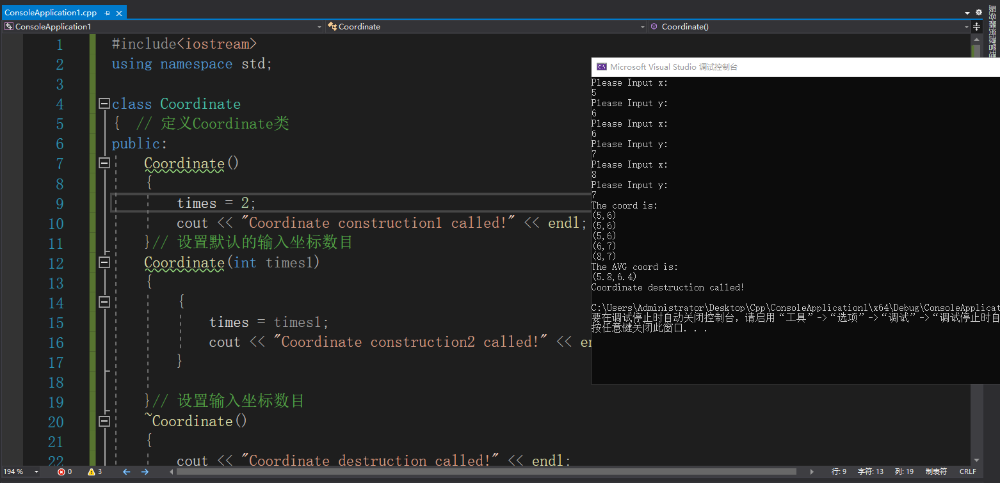 ConsoleApplication1.cpp
ConsoleApplication1
Coordinate
Coordinate()
1 #include<iostream>
2 using namespace std;
3
4 class Coordinate
5 { // 定义Coordinate类
6 public:
7 Coordinate()
8 {
9 times = 2;
10 cout << "Coordinate construction1 called!" << endl;
11 }// 设置默认的输入坐标数目
12 Coordinate(int times1)
13 {
14 {
15 times = times1;
16 cout << "Coordinate construction2 called!" << en
17 }
18
19 }// 设置输入坐标数目
20 ~Coordinate()
21 {
22 cout << "Coordinate destruction called!" << endl;
Microsoft Visual Studio 调试控制台
Please Input x:
5
Please Input y:
6
Please Input x:
6
Please Input y:
7
Please Input x:
8
Please Input y:
7
The coord is:
(5,6)
(5,6)
(5,6)
(6,7)
(8,7)
The AVG coord is:
(5.8,6.4)
Coordinate destruction called!
C:\Users\Administrator\Desktop\Cpp\ConsoleApplication1\x64\Debug\ConsoleApplicat
要在调试停止时自动关闭控制台，请启用“工具”->“选项”->“调试”->“调试停止时自
按任意键关闭此窗口. . .
服务器资源管理
194 %
0
3
行: 9
字符: 13
列: 19
制表符
CRLF